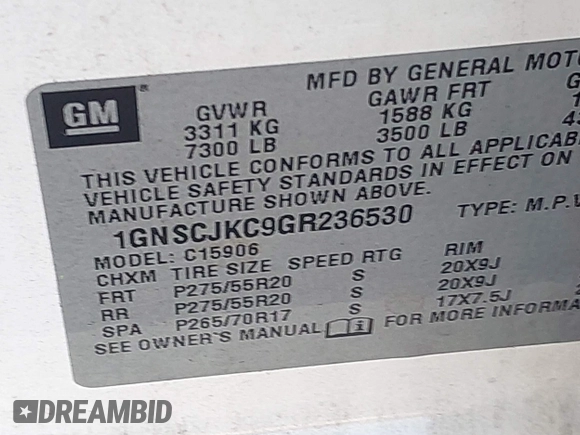 GM ®
MFD BY GENERAL MOTO
GVWR GAWR FRT G
3311 KG 1588 KG
7300 LB 3500 LB
THIS VEHICLE CONFORMS TO ALL APPLICAB
VEHICLE SAFETY STANDARDS IN EFFECT ON
MANUFACTURE SHOWN ABOVE.
1GNSCJKC9GR236530 TYPE: M.P.V
MODEL: C15906
CHXM TIRE SIZE SPEED RTG RIM
FRT P275/55R20 S 20X9J
RR P275/55R20 S 20X9J
SPA P265/70R17 S 17X7.5J
SEE OWNER'S MANUAL i FOR MORE INFORMA
DREAMBID